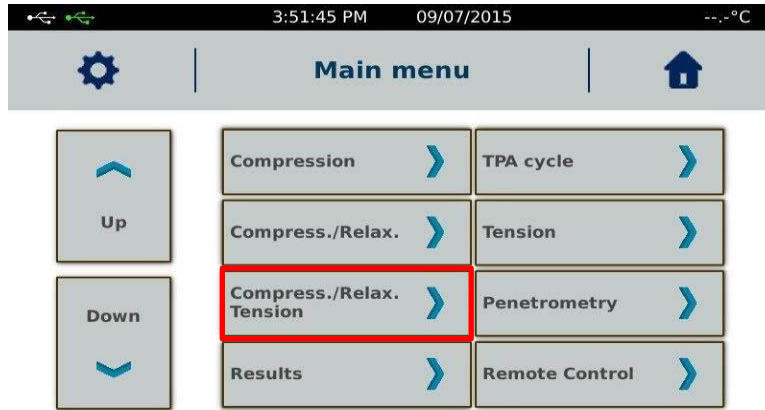 3:51:45 PM 09/07/2015 --.-°C
Main menu
Up
Down
Compression
TPA cycle
Compress./Relax.
Tension
Compress./Relax.
Tension
Penetrometry
Results
Remote Control